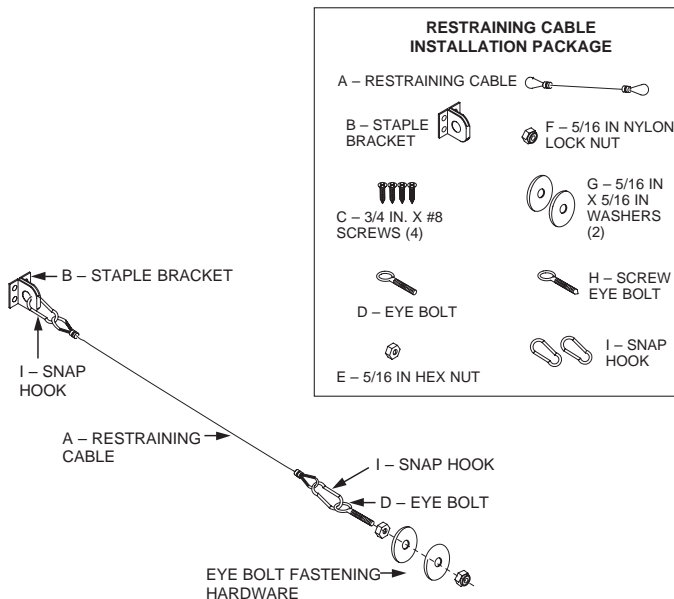 RESTRAINING CABLE
INSTALLATION PACKAGE
A – RESTRAINING CABLE
B – STAPLE
BRACKET
F – 5/16 IN NYLON
LOCK NUT
C – 3/4 IN. X #8
SCREWS (4)
G – 5/16 IN
X 5/16 IN
WASHERS
(2)
D – EYE BOLT
H – SCREW
EYE BOLT
E – 5/16 IN HEX NUT
I – SNAP
HOOK
B – STAPLE BRACKET
I – SNAP
HOOK
A – RESTRAINING
CABLE
I – SNAP HOOK
D – EYE BOLT
EYE BOLT FASTENING
HARDWARE